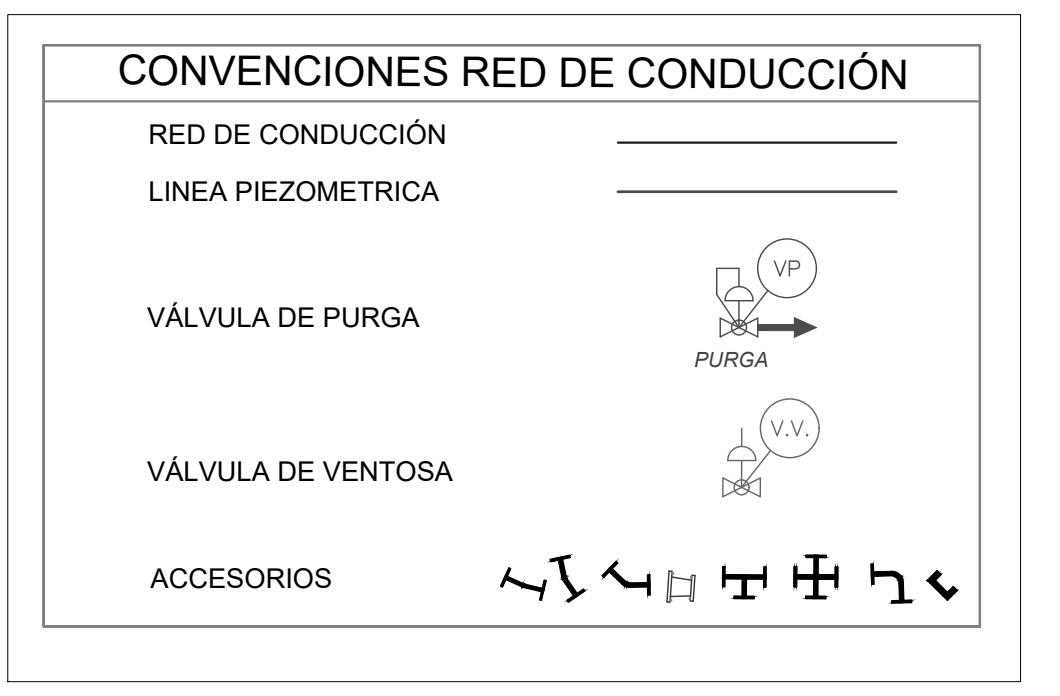 CONVENCIONES RED DE CONDUCCIÓN
RED DE CONDUCCIÓN
LINEA PIEZOMETRICA
VP
VÁLVULA DE PURGA
PURGA
V.V.
VÁLVULA DE VENTOSA
ACCESORIOS